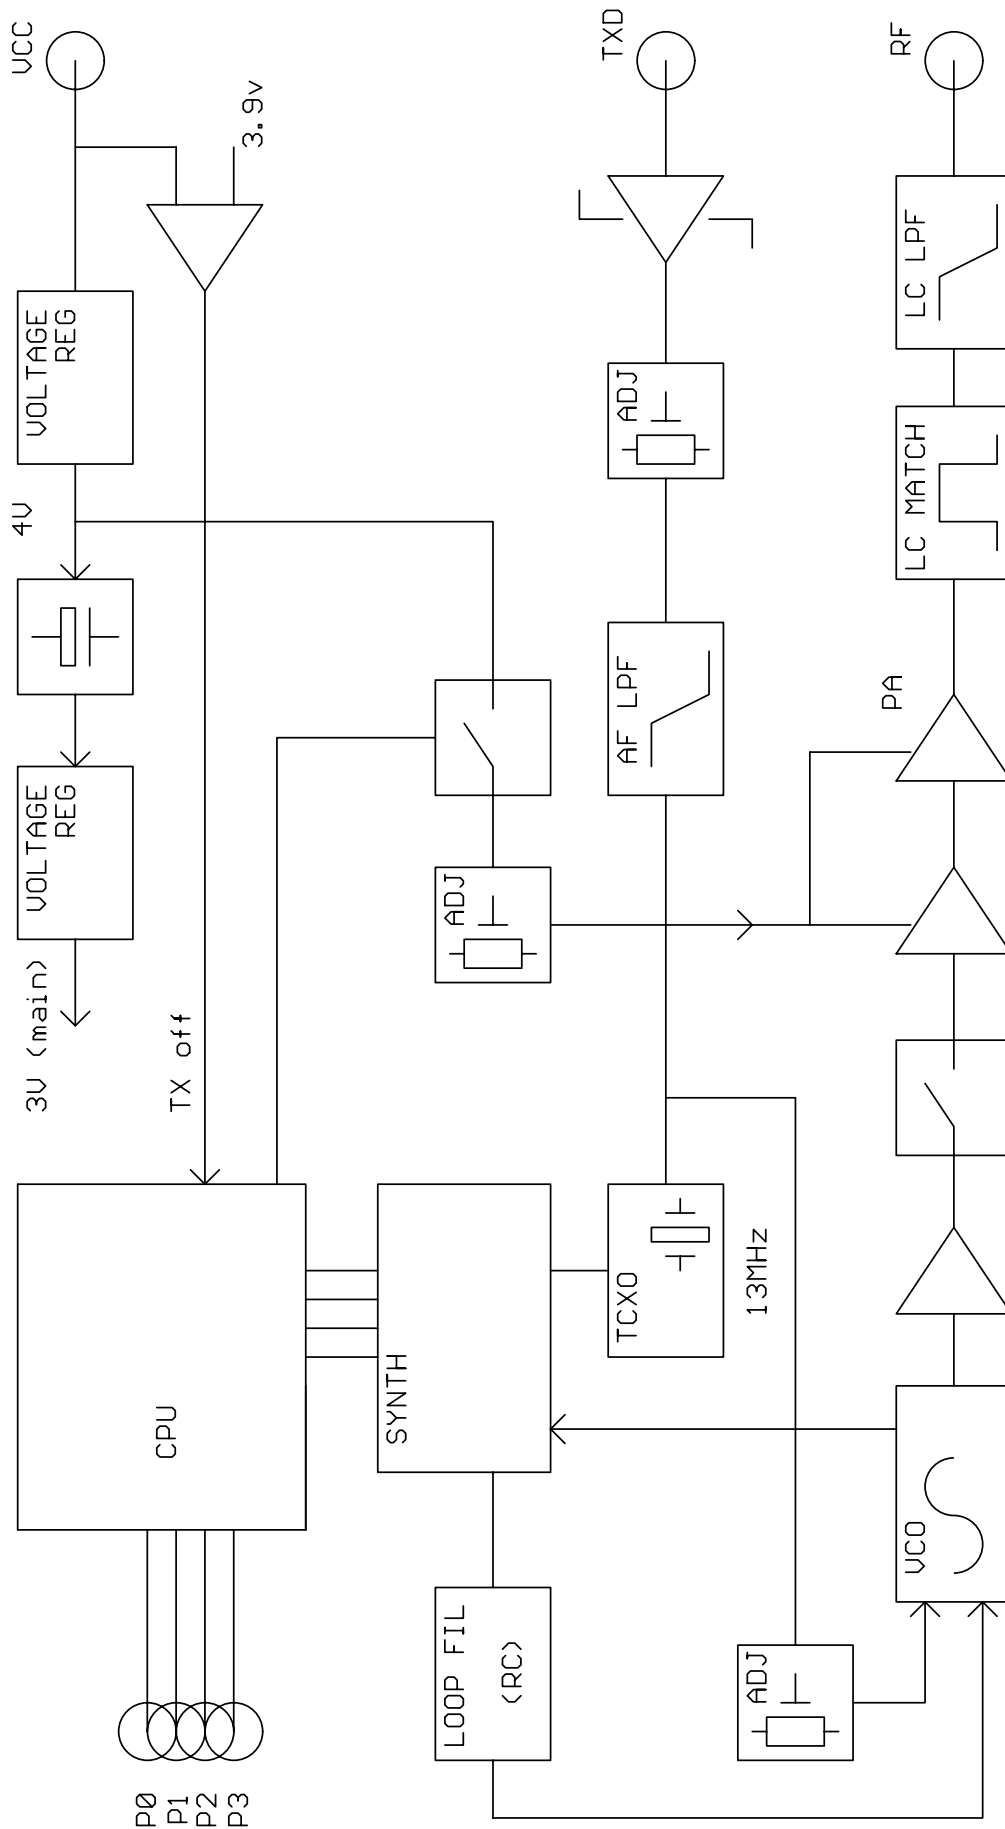 VCC
3.9v
VOLTAGE
REG
4V
VOLTAGE
REG
3V (main)
TX off
CPU
P0
P1
P2
P3
SYNTH
LOOP FIL
(RC)
ADJ
TXD
ADJ
AF LPF
TCXO
13MHz
ADJ
VCO
PA
LC MATCH
LC LPF
RF